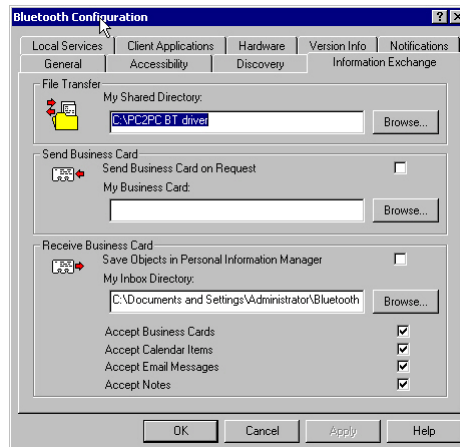 Bluetooth Configuration
Local Services Client Applications Hardware Version Info Notifications
General Accessibility Discovery Information Exchange
File Transfer
My Shared Directory:
C:\PC2PC BT driver Browse...
Send Business Card
Send Business Card on Request
My Business Card:
Browse...
Receive Business Card
Save Objects in Personal Information Manager
My Inbox Directory:
C:\Documents and Settings\Administrator\Bluetooth Browse...
Accept Business Cards
Accept Calendar Items
Accept Email Messages
Accept Notes
OK Cancel Apply Help